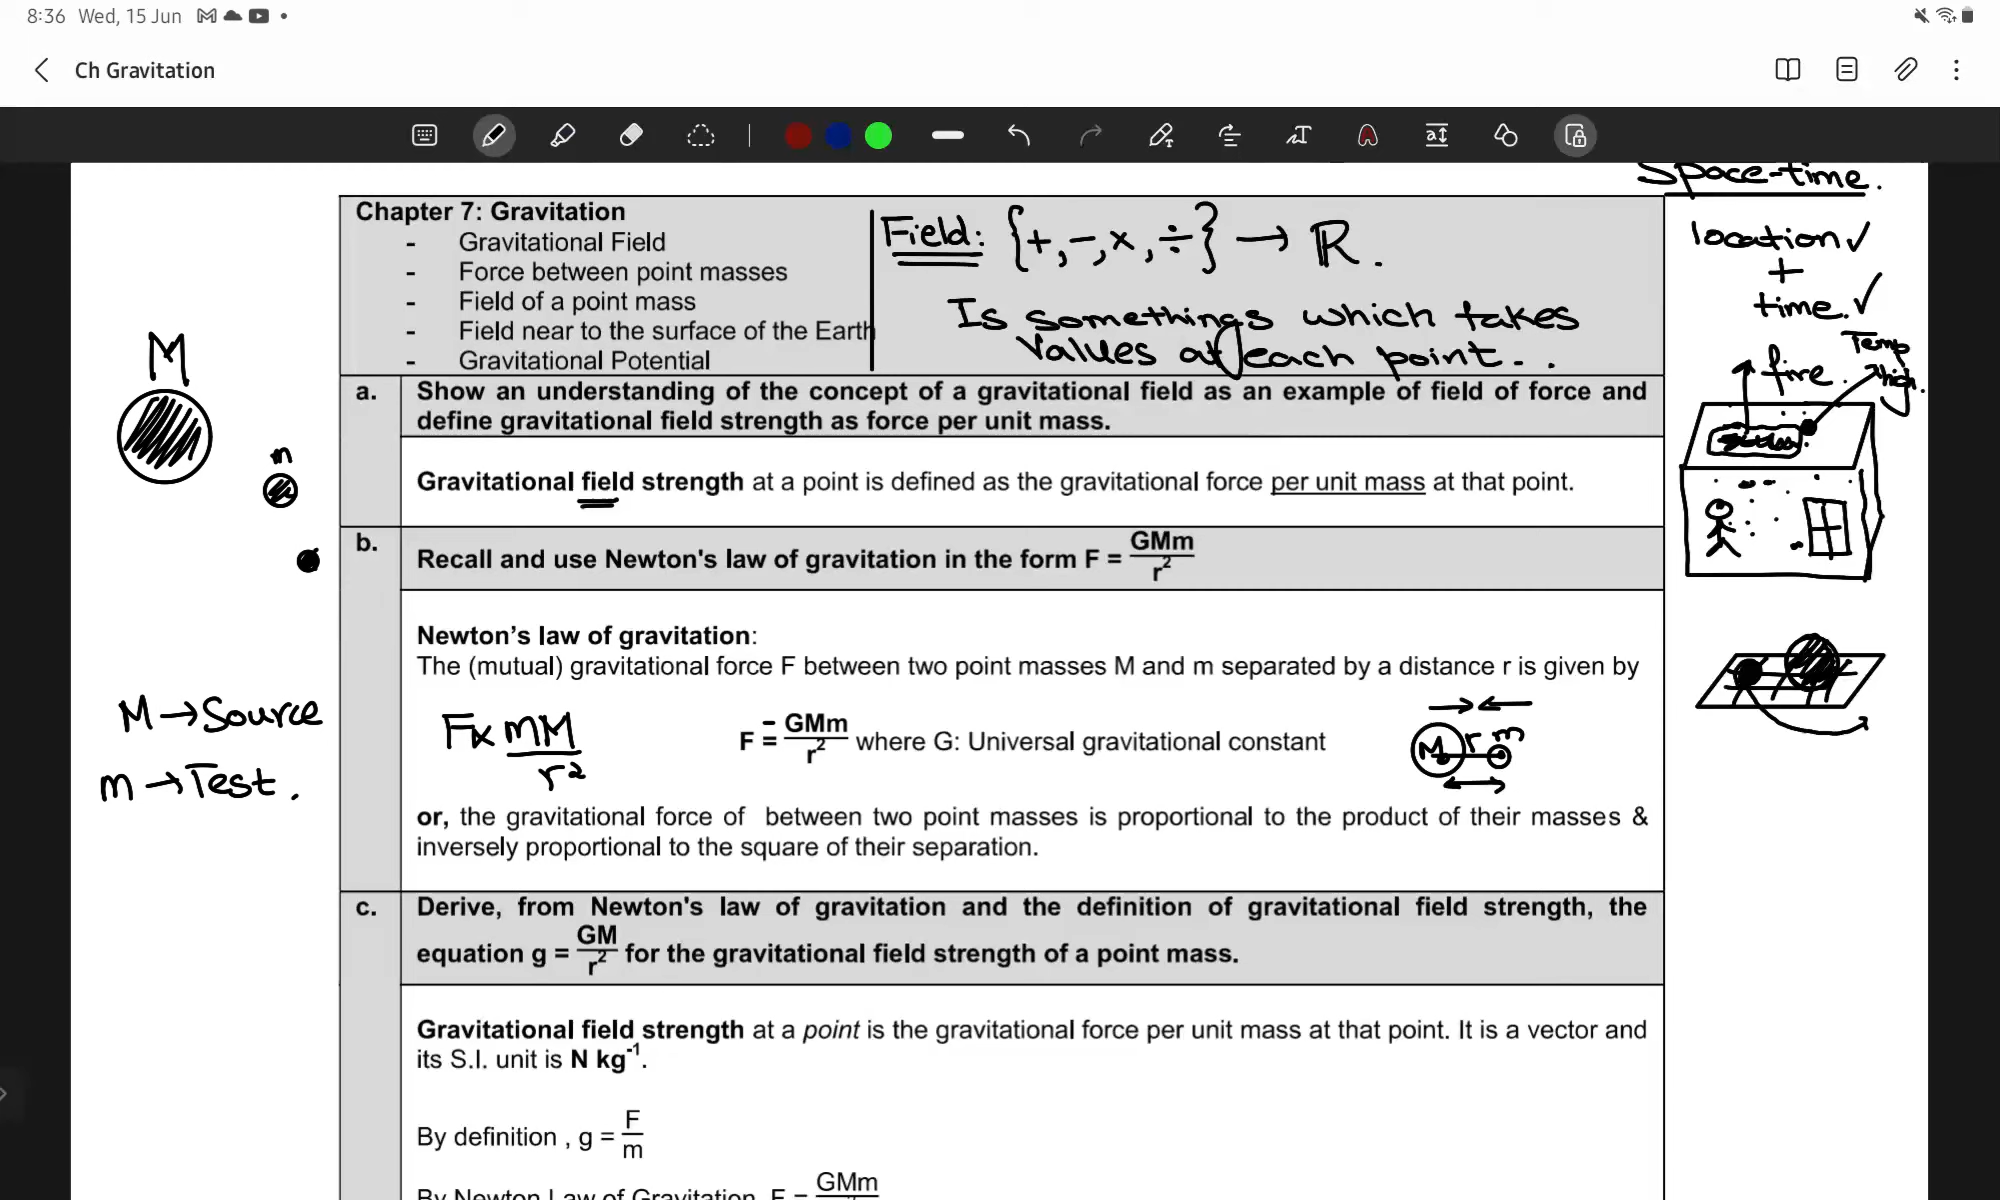 8:36 Wed, 15 Jun
Ch Gravitation
Space-time.
Chapter 7: Gravitation
- Gravitational Field
- Force between point masses
- Field of a point mass
- Field near to the surface of the Earth
- Gravitational Potential
Field: {+, -, x, ÷} → ℝ.
Is somethings which takes
values at each point. .
location ✓
+
time. ✓
fire.
Temp
high.
M
m
a. Show an understanding of the concept of a gravitational field as an example of field of force and
define gravitational field strength as force per unit mass.
Gravitational field strength at a point is defined as the gravitational force per unit mass at that point.
b. Recall and use Newton's law of gravitation in the form F = GMm/r²
Newton's law of gravitation:
The (mutual) gravitational force F between two point masses M and m separated by a distance r is given by
M → Source
m → Test.
F x mM/r²
F = - GMm/r² where G: Universal gravitational constant
M r m
or, the gravitational force of between two point masses is proportional to the product of their masses &
inversely proportional to the square of their separation.
c. Derive, from Newton's law of gravitation and the definition of gravitational field strength, the
equation g = GM/r² for the gravitational field strength of a point mass.
Gravitational field strength at a point is the gravitational force per unit mass at that point. It is a vector and
its S.I. unit is N kg⁻¹.
By definition , g = F/m
By Newton Law of Gravitation, F = GMm